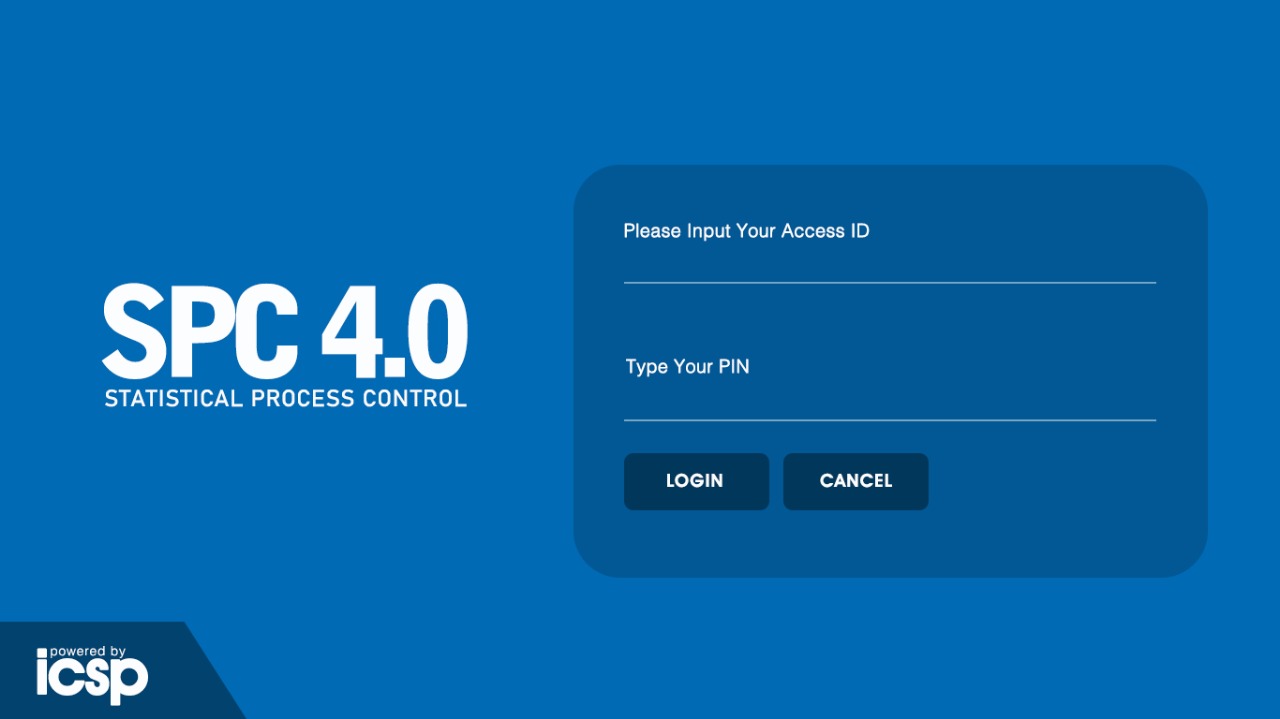 SPC 4.0
STATISTICAL PROCESS CONTROL
Please Input Your Access ID
Type Your PIN
LOGIN
CANCEL
powered by
icsp